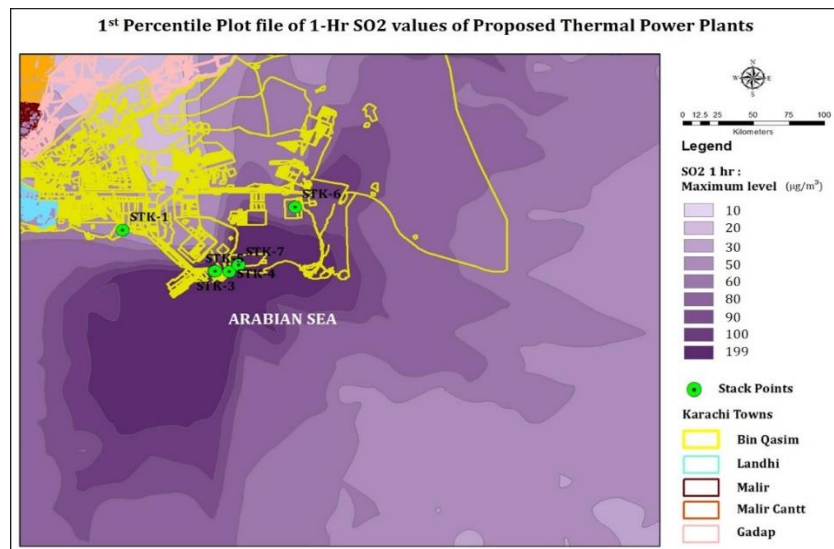 1st Percentile Plot file of 1-Hr SO2 values of Proposed Thermal Power Plants
N
W E
S
0 12.5 25 50 75 100
Kilometers
Legend
SO2 1 hr :
Maximum level (µg/m³)
10
20
30
50
60
80
90
100
199
Stack Points
Karachi Towns
Bin Qasim
Landhi
Malir
Malir Cantt
Gadap
STK-6
STK-1
STK-7
STK-5
STK-4
STK-3
ARABIAN SEA